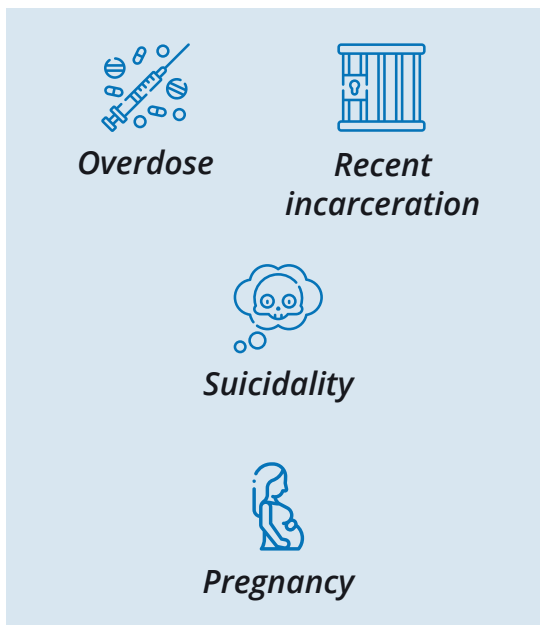 Overdose
Recent
incarceration
Suicidality
Pregnancy